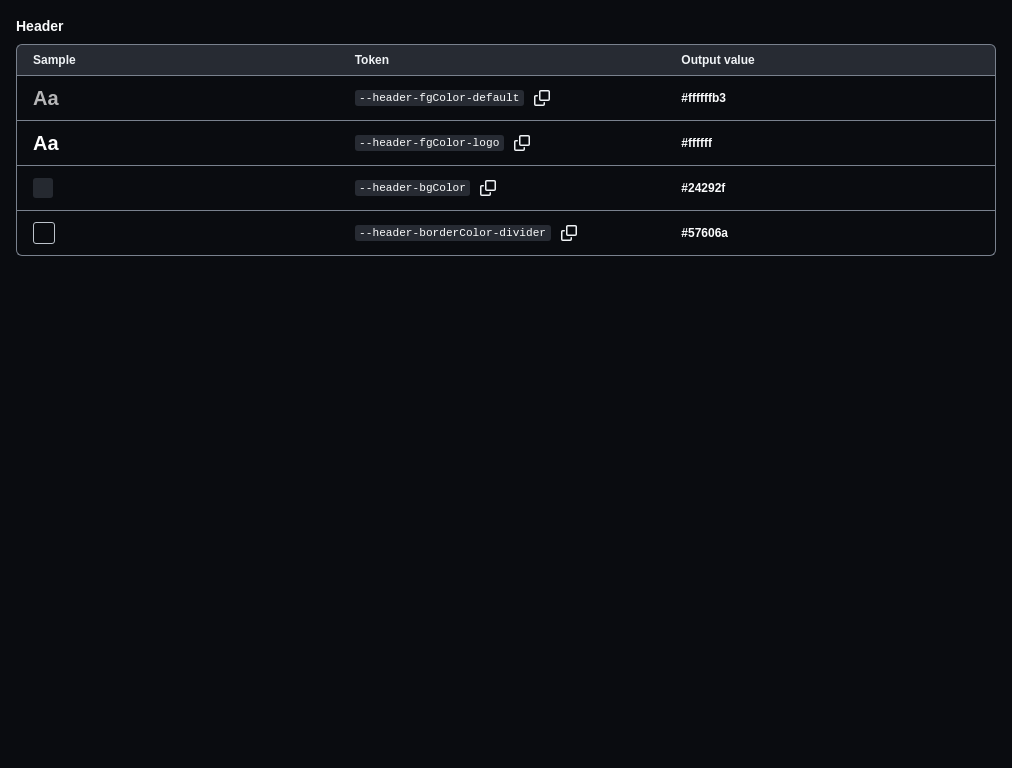 Header
Sample Token Output value
Aa --header-fgColor-default #ffffffb3
Aa --header-fgColor-logo #ffffff
--header-bgColor #24292f
--header-borderColor-divider #57606a